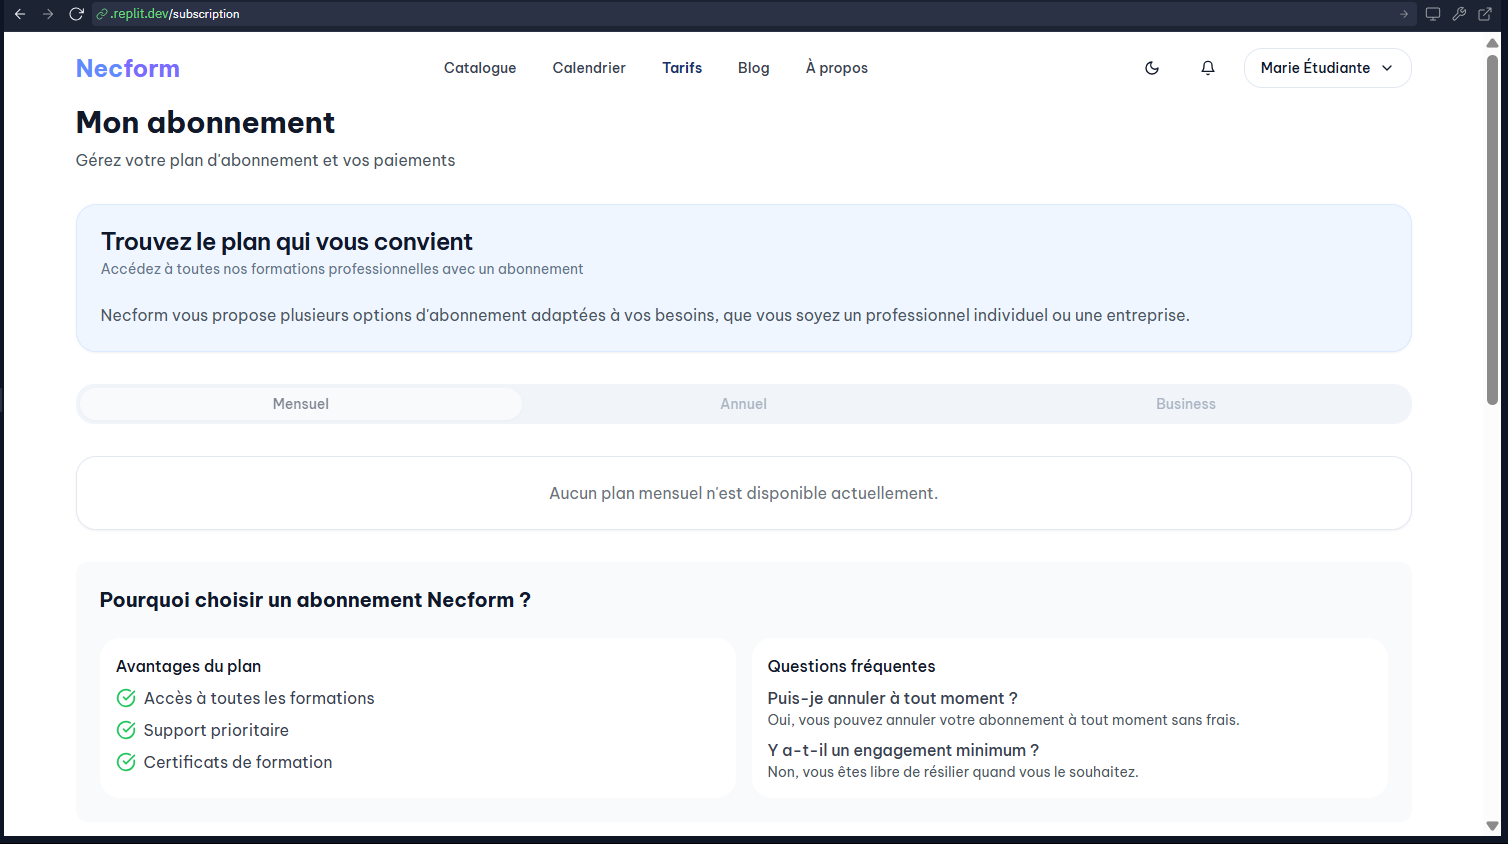 .replit.dev/subscription
Necform
Catalogue Calendrier Tarifs Blog À propos
Marie Étudiante
Mon abonnement
Gérez votre plan d'abonnement et vos paiements
Trouvez le plan qui vous convient
Accédez à toutes nos formations professionnelles avec un abonnement
Necform vous propose plusieurs options d'abonnement adaptées à vos besoins, que vous soyez un professionnel individuel ou une entreprise.
Mensuel Annuel Business
Aucun plan mensuel n'est disponible actuellement.
Pourquoi choisir un abonnement Necform ?
Avantages du plan
Accès à toutes les formations
Support prioritaire
Certificats de formation
Questions fréquentes
Puis-je annuler à tout moment ?
Oui, vous pouvez annuler votre abonnement à tout moment sans frais.
Y a-t-il un engagement minimum ?
Non, vous êtes libre de résilier quand vous le souhaitez.